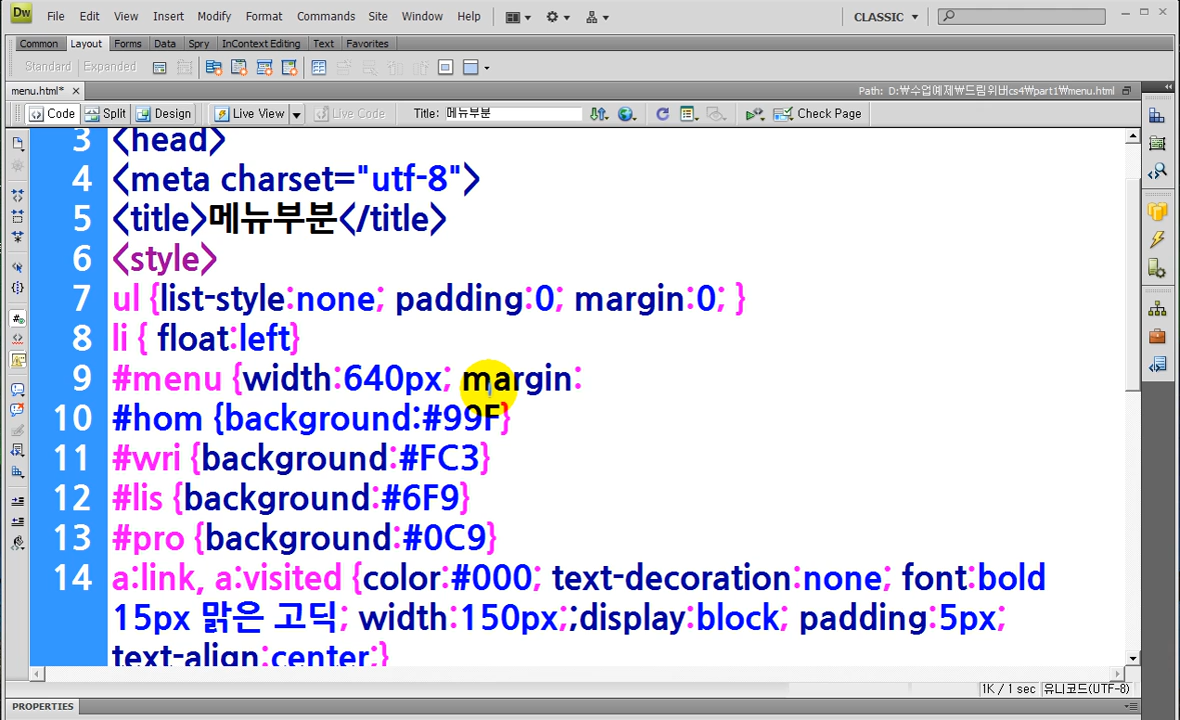 Dw File Edit View Insert Modify Format Commands Site Window Help CLASSIC
Common Layout Forms Data Spry InContext Editing Text Favorites
Standard Expanded
menu.html* × Path: D:₩수업예제₩드림위버cs4₩part1₩menu.html
Code Split Design Live View Live Code Title: 메뉴부분 Check Page
3 <head>
4 <meta charset="utf-8">
5 <title>메뉴부분</title>
6 <style>
7 ul {list-style:none; padding:0; margin:0; }
8 li { float:left}
9 #menu {width:640px; margin:
10 #hom {background:#99F}
11 #wri {background:#FC3}
12 #lis {background:#6F9}
13 #pro {background:#0C9}
14 a:link, a:visited {color:#000; text-decoration:none; font:bold
15px 맑은 고딕; width:150px;;display:block; padding:5px;
text-align:center;}
1K / 1 sec 유니코드(UTF-8)
PROPERTIES